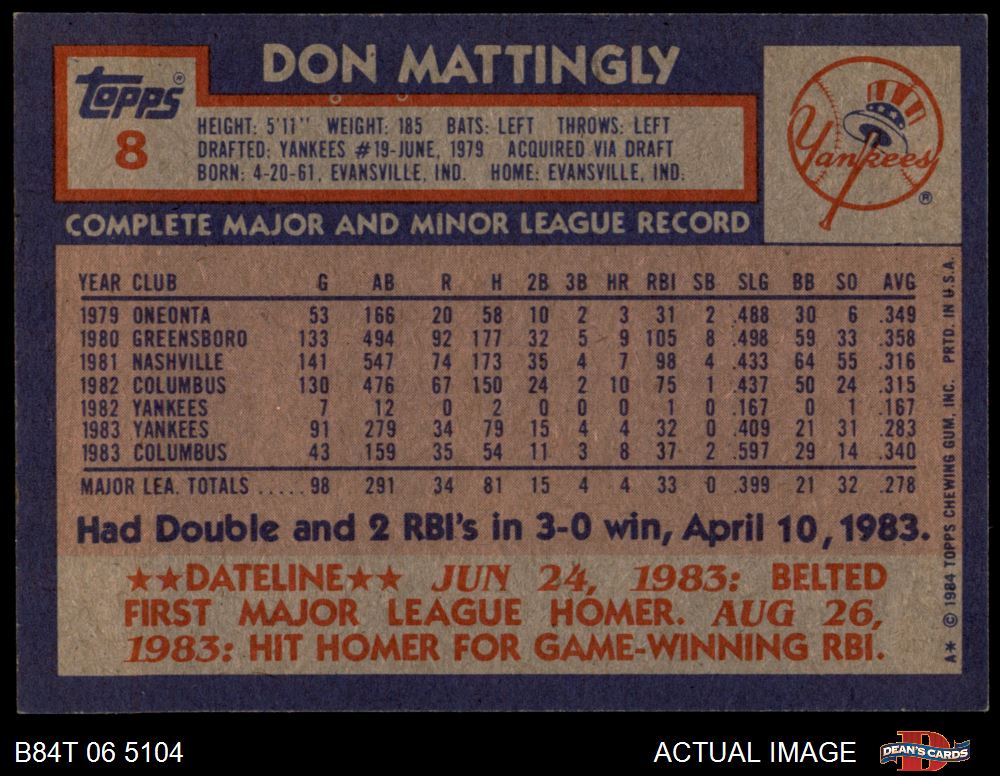 DON MATTINGLY
Topps®
8
HEIGHT: 5'11" WEIGHT: 185 BATS: LEFT THROWS: LEFT
DRAFTED: YANKEES #19-JUNE, 1979 ACQUIRED VIA DRAFT
BORN: 4-20-61, EVANSVILLE, IND. HOME: EVANSVILLE, IND.
Yankees®
COMPLETE MAJOR AND MINOR LEAGUE RECORD
YEAR CLUB G AB R H 2B 3B HR RBI SB SLG BB SO AVG
1979 ONEONTA 53 166 20 58 10 2 3 31 2 .488 30 6 .349
1980 GREENSBORO 133 494 92 177 32 5 9 105 8 .498 59 33 .358
1981 NASHVILLE 141 547 74 173 35 4 7 98 4 .433 64 55 .316
1982 COLUMBUS 130 476 67 150 24 2 10 75 1 .437 50 24 .315
1982 YANKEES 7 12 0 2 0 0 0 1 0 .167 0 1 .167
1983 YANKEES 91 279 34 79 15 4 4 32 0 .409 21 31 .283
1983 COLUMBUS 43 159 35 54 11 3 8 37 2 .597 29 14 .340
MAJOR LEA. TOTALS ..... 98 291 34 81 15 4 4 33 0 .399 21 32 .278
Had Double and 2 RBI's in 3-0 win, April 10, 1983.
★★DATELINE★★ JUN 24, 1983: BELTED
FIRST MAJOR LEAGUE HOMER. AUG 26,
1983: HIT HOMER FOR GAME-WINNING RBI.
A* © 1984 TOPPS CHEWING GUM, INC. PRTD. IN U.S.A.
B84T 06 5104
ACTUAL IMAGE
D
DEAN'S CARDS